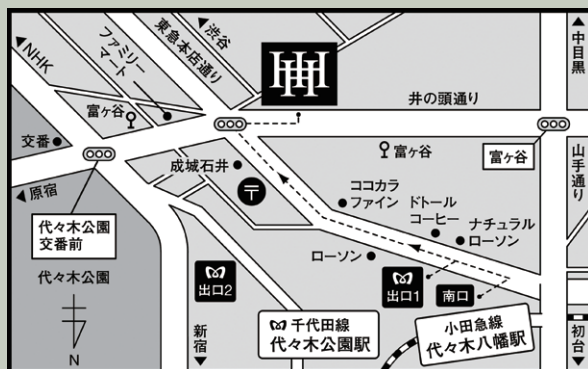 NHK
渋谷
東急本店通り
ファミリー
マート
富ヶ谷
交番
原宿
代々木公園
交番前
代々木公園
N
成城石井
〒
出口2
新宿
千代田線
代々木公園駅
井の頭通り
富ヶ谷
富ヶ谷
ココカラ
ファイン
ドトール
コーヒー
ナチュラル
ローソン
ローソン
出口1
南口
小田急線
代々木八幡駅
中目黒
山手通り
初台